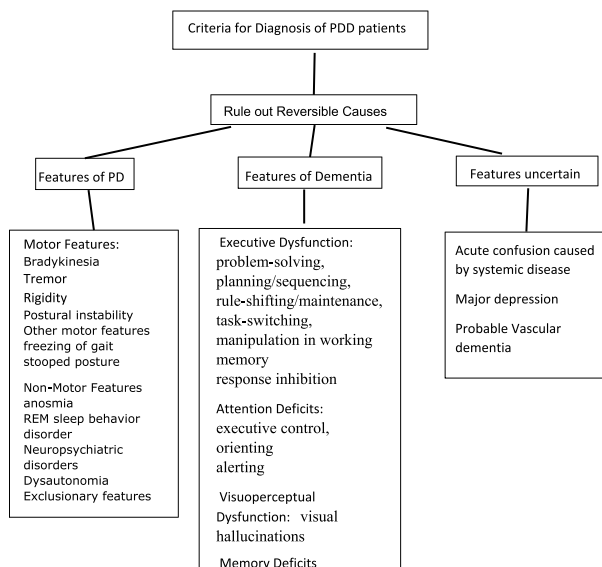 Criteria for Diagnosis of PDD patients
Rule out Reversible Causes
Features of PD
Features of Dementia
Features uncertain
Motor Features:
Bradykinesia
Tremor
Rigidity
Postural instability
Other motor features
freezing of gait
stooped posture
Non-Motor Features
anosmia
REM sleep behavior
disorder
Neuropsychiatric
disorders
Dysautonomia
Exclusionary features
Executive Dysfunction:
problem-solving,
planning/sequencing,
rule-shifting/maintenance,
task-switching,
manipulation in working
memory
response inhibition
Attention Deficits:
executive control,
orienting
alerting
Visuoperceptual
Dysfunction: visual
hallucinations
Memory Deficits
Acute confusion caused
by systemic disease
Major depression
Probable Vascular
dementia